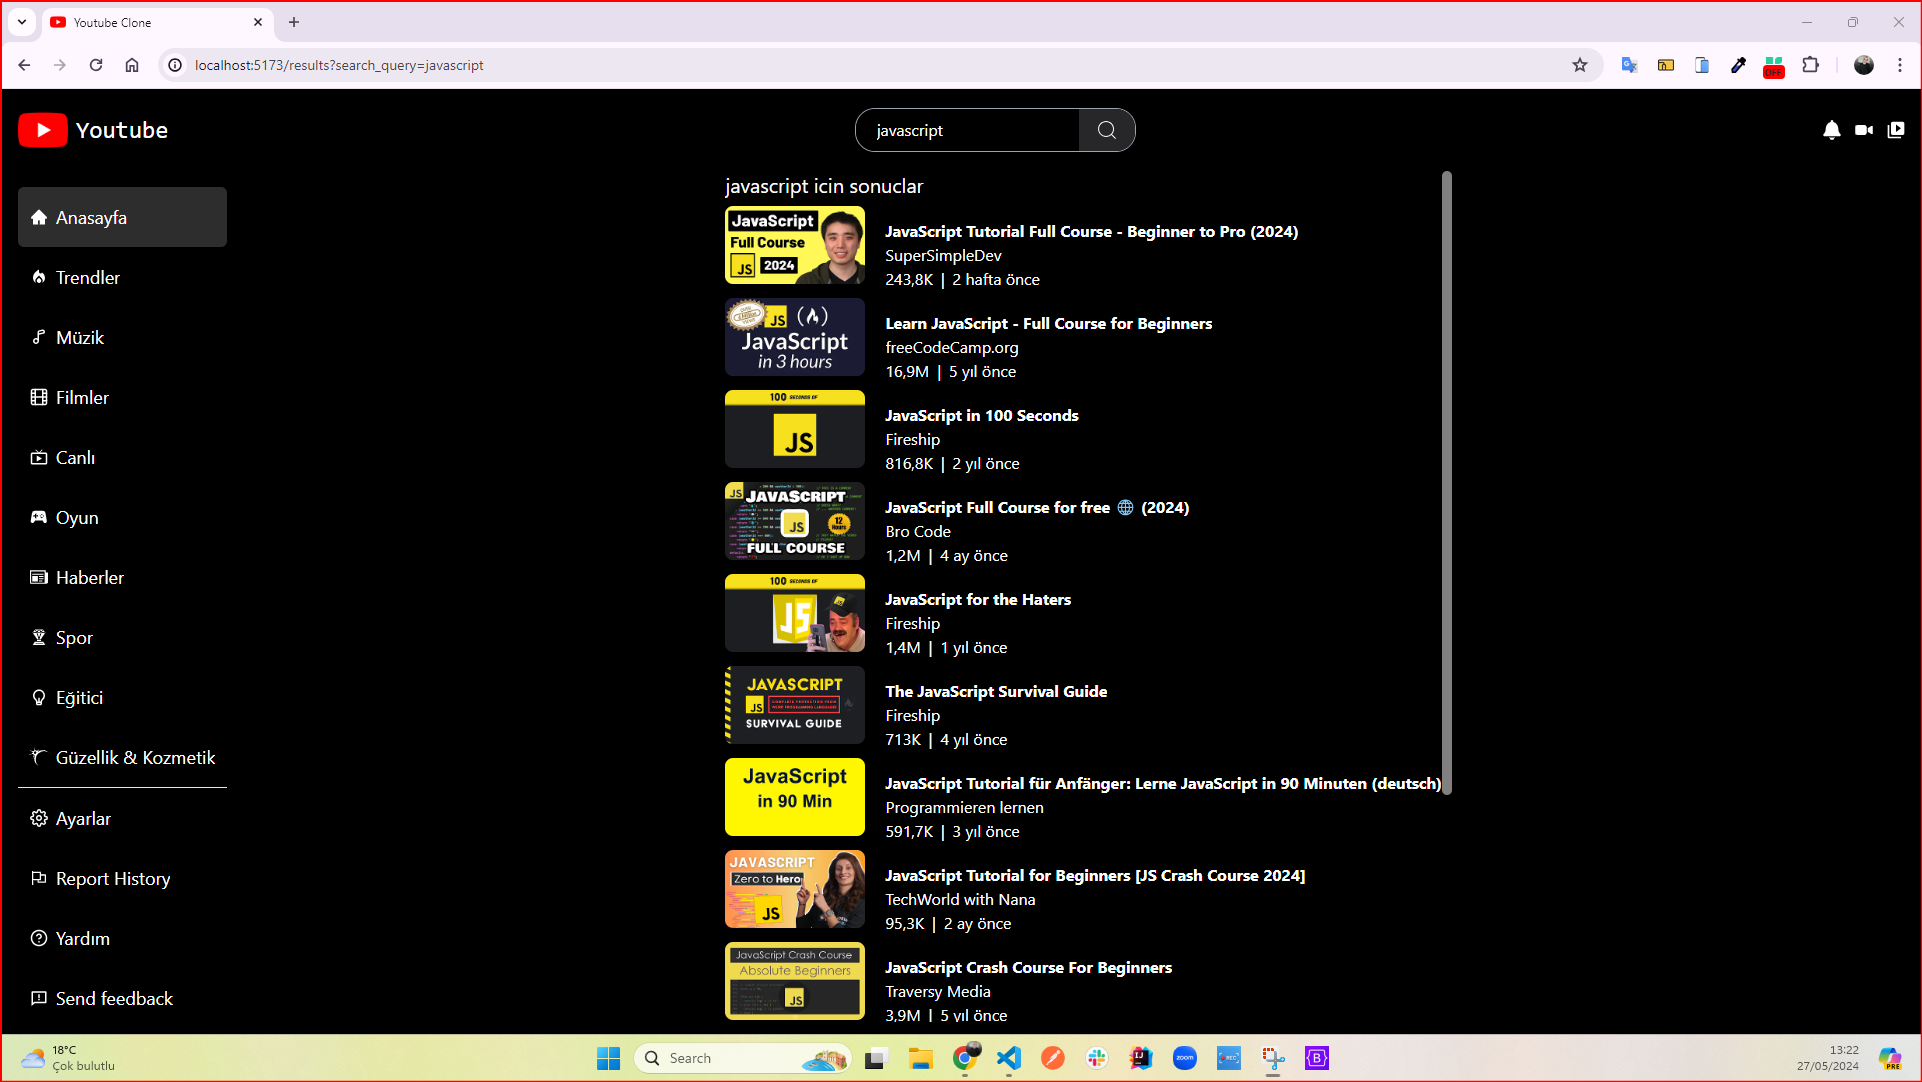 Youtube Clone
localhost:5173/results?search_query=javascript
OFF
Youtube
javascript
Anasayfa
Trendler
Müzik
Filmler
Canlı
Oyun
Haberler
Spor
Eğitici
Güzellik & Kozmetik
Ayarlar
Report History
Yardım
Send feedback
javascript icin sonuclar
JavaScript
Full Course
JS 2024
JavaScript Tutorial Full Course - Beginner to Pro (2024)
SuperSimpleDev
243,8K | 2 hafta önce
JS
JavaScript
in 3 hours
Learn JavaScript - Full Course for Beginners
freeCodeCamp.org
16,9M | 5 yıl önce
100 SECONDS OF
JS
JavaScript in 100 Seconds
Fireship
816,8K | 2 yıl önce
JS JAVASCRIPT
JS
12 Hours
FULL COURSE
JavaScript Full Course for free 🌐 (2024)
Bro Code
1,2M | 4 ay önce
100 SECONDS OF
JS
JavaScript for the Haters
Fireship
1,4M | 1 yıl önce
JAVASCRIPT
JS
SURVIVAL GUIDE
The JavaScript Survival Guide
Fireship
713K | 4 yıl önce
JavaScript
in 90 Min
JavaScript Tutorial für Anfänger: Lerne JavaScript in 90 Minuten (deutsch)
Programmieren lernen
591,7K | 3 yıl önce
JAVASCRIPT
Zero to Hero
JS
JavaScript Tutorial for Beginners [JS Crash Course 2024]
TechWorld with Nana
95,3K | 2 ay önce
JavaScript Crash Course
Absolute Beginners
JS
JavaScript Crash Course For Beginners
Traversy Media
3,9M | 5 yıl önce
18°C
Çok bulutlu
Search
zoom
REC
13:22
27/05/2024
PRE